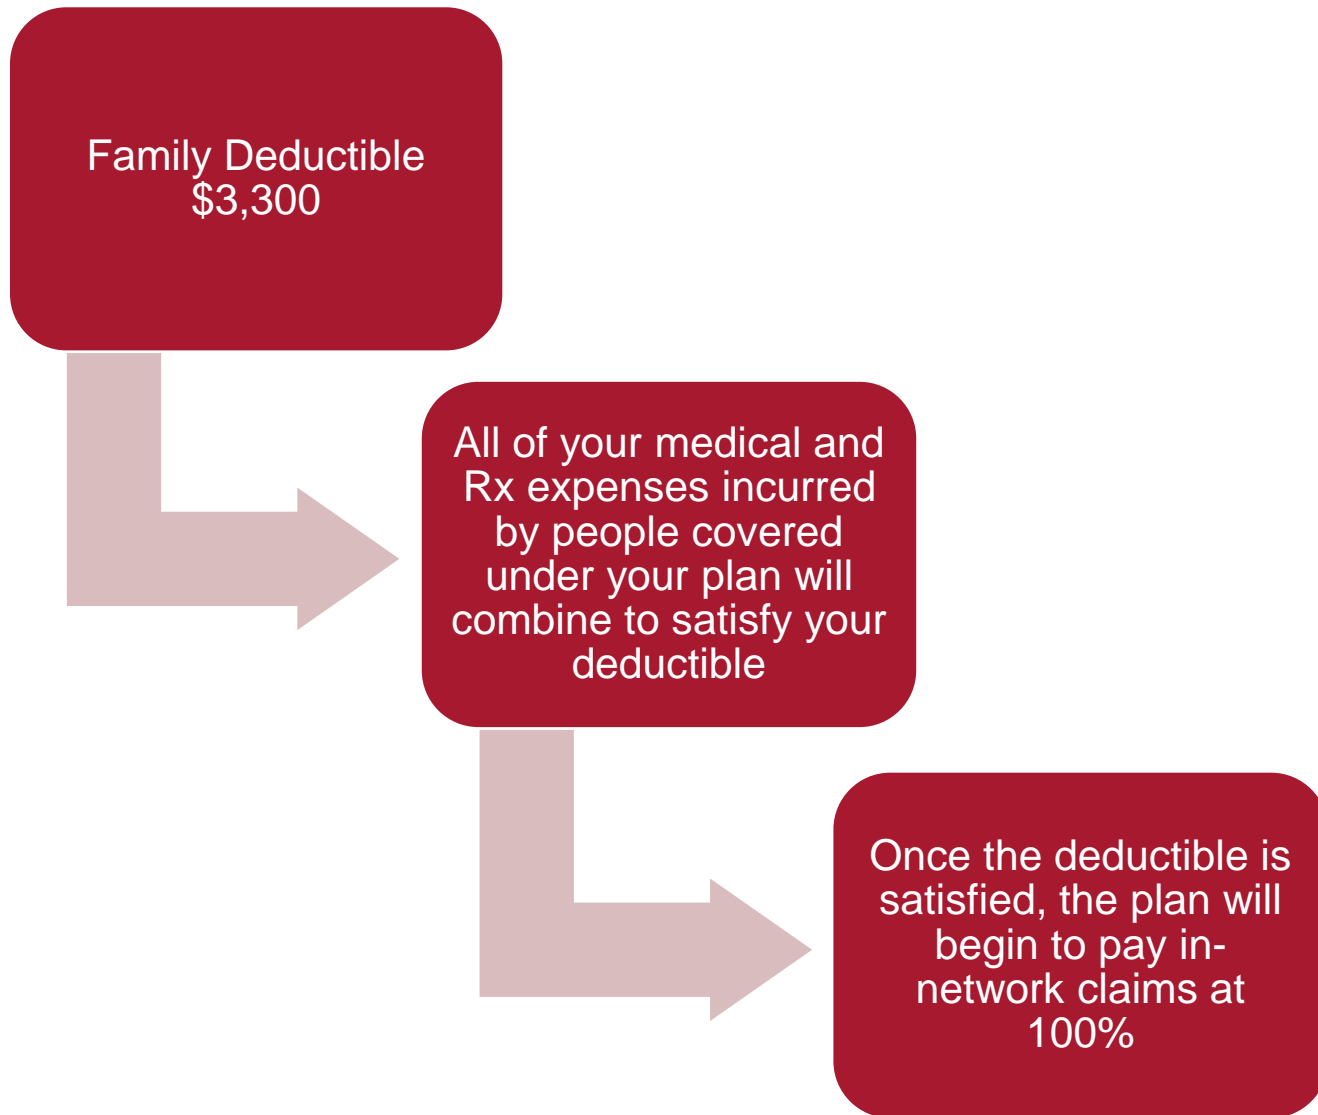 Family Deductible
$3,300
All of your medical and
Rx expenses incurred
by people covered
under your plan will
combine to satisfy your
deductible
Once the deductible is
satisfied, the plan will
begin to pay in-
network claims at
100%